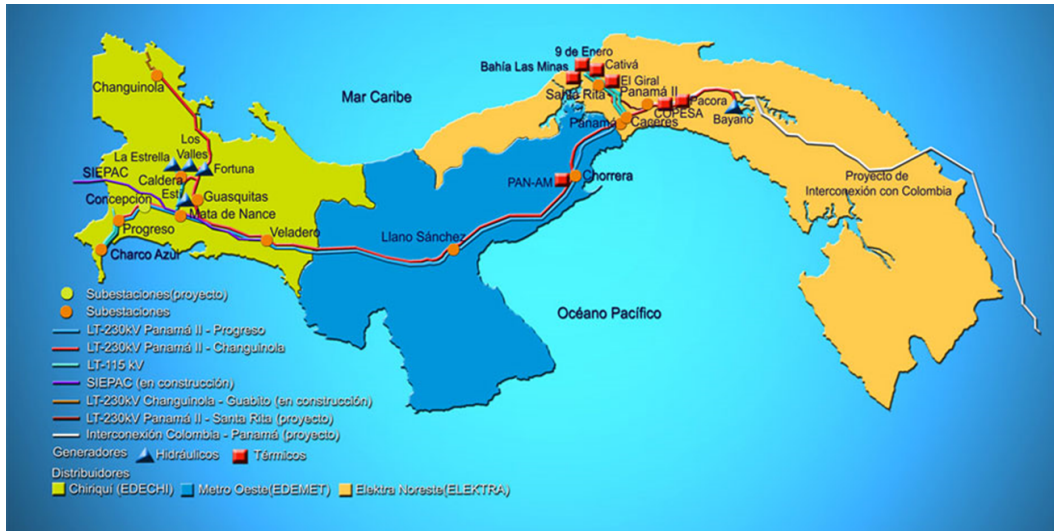 Changuinola
Mar Caribe
9 de Enero
Bahía Las Minas
Cativá
El Giral
Santa Rita
Panamá II
COPESA
Pacora
Panamá
Caceres
Bayano
Los
Valles
La Estrella
Fortuna
Caldera
SIEPAC
Esti
Guasquitas
Concepción
Mata de Nance
Progreso
Charco Azúl
Veladero
Llano Sánchez
PAN-AM
Chorrera
Proyecto de
Interconexión con Colombia
Océano Pacífico
Subestaciones(proyecto)
Subestaciones
LT-230kV Panamá II - Progreso
LT-230kV Panamá II - Changuinola
LT-115 kV
SIEPAC (en construcción)
LT-230kV Changuinola - Guabito (en construcción)
LT-230kV Panamá II - Santa Rita (proyecto)
Interconexión Colombia - Panamá (proyecto)
Generadores Hidráulicos Térmicos
Distribuidores
Chiriquí (EDECHI) Metro Oeste(EDEMET) Elektra Noreste(ELEKTRA)